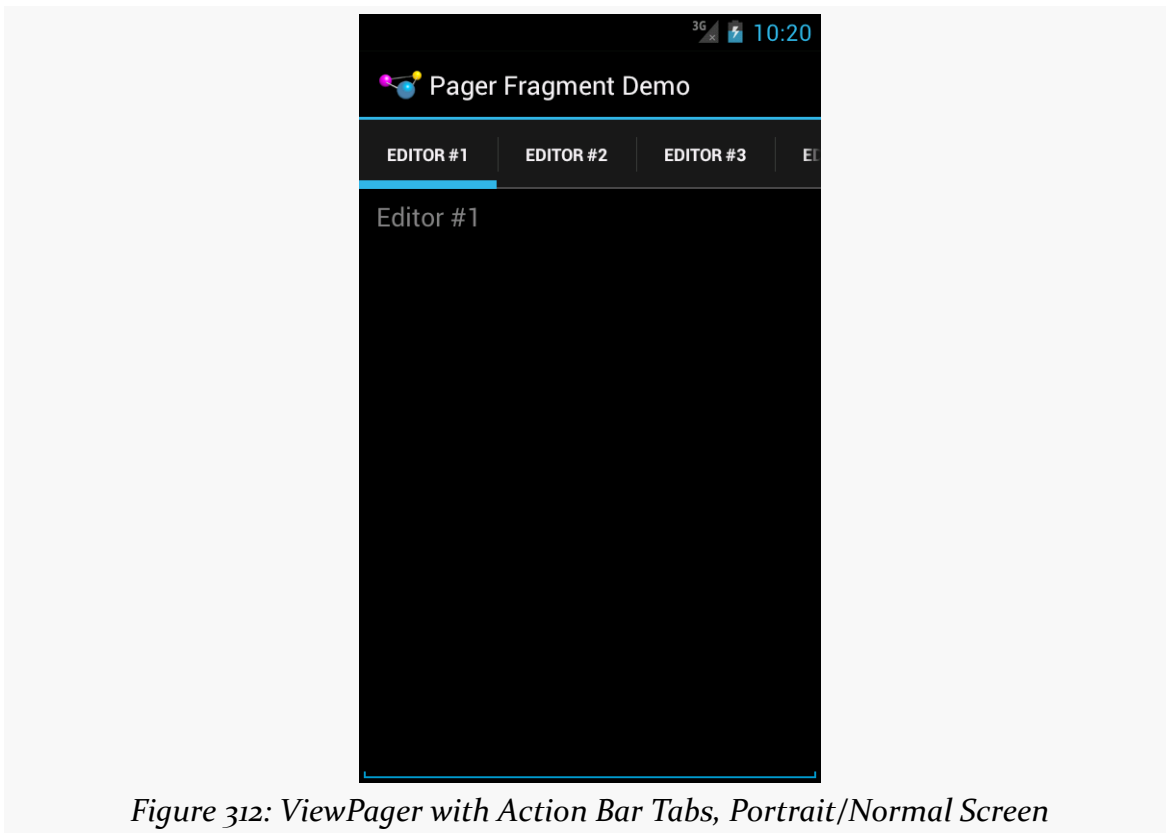 3G 10:20
Pager Fragment Demo
EDITOR #1 EDITOR #2 EDITOR #3
Editor #1
Figure 312: ViewPager with Action Bar Tabs, Portrait/Normal Screen